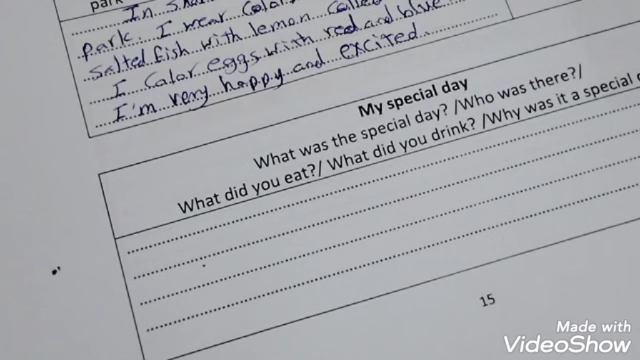 park
In S
park. I wear Color
Salted fish with lemon called
I Color eggs with red and blue
I'm very happy and excited.
My special day
What was the special day? /Who was there?/
What did you eat?/ What did you drink? /Why was it a special
15
Made with
VideoShow